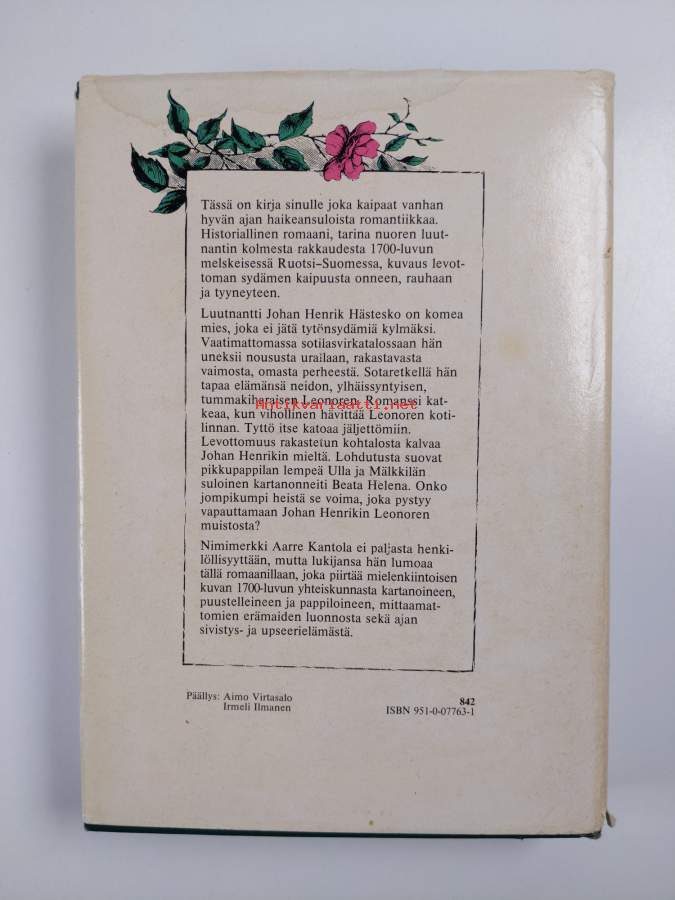 Tässä on kirja sinulle joka kaipaat vanhan
hyvän ajan haikeansuloista romantiikkaa.
Historiallinen romaani, tarina nuoren luut-
nantin kolmesta rakkaudesta 1700-luvun
melskeisessä Ruotsi–Suomessa, kuvaus levot-
toman sydämen kaipuusta onneen, rauhaan
ja tyyneyteen.
Luutnantti Johan Henrik Hästesko on komea
mies, joka ei jätä tytönsydämiä kylmäksi.
Vaatimattomassa sotilasvirkatalossaan hän
uneksii noususta urallaan, rakastavasta
vaimosta, omasta perheestä. Sotaretkellä hän
tapaa elämänsä neidon, ylhäissyntyisen,
tummakiharaisen Leonoren. Romanssi kat-
Antikvariaatti.net
keaa, kun vihollinen hävittää Leonoren koti-
linnan. Tyttö itse katoaa jäljettömiin.
Levottomuus rakastetun kohtalosta kalvaa
Johan Henrikin mieltä. Lohdutusta suovat
pikkupappilan lempeä Ulla ja Mälkkilän
suloinen kartanonneiti Beata Helena. Onko
jompikumpi heistä se voima, joka pystyy
vapauttamaan Johan Henrikin Leonoren
muistosta?
Nimimerkki Aarre Kantola ei paljasta henki-
löllisyyttään, mutta lukijansa hän lumoaa
tällä romaanillaan, joka piirtää mielenkiintoisen
kuvan 1700-luvun yhteiskunnasta kartanoineen,
puustelleineen ja pappiloineen, mittaamat-
tomien erämaiden luonnosta sekä ajan
sivistys- ja upseerielämästä.
Päällys: Aimo Virtasalo
Irmeli Ilmanen
842
ISBN 951-0-07763-1